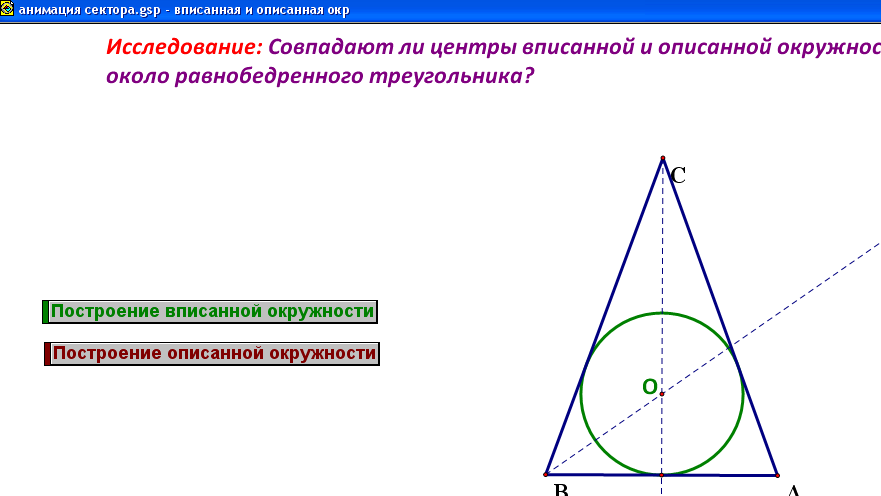 анимация сектора.gsp - вписанная и описанная окр
Исследование: Совпадают ли центры вписанной и описанной окружнос
около равнобедренного треугольника?
C
Построение вписанной окружности
Построение описанной окружности
O
B
A